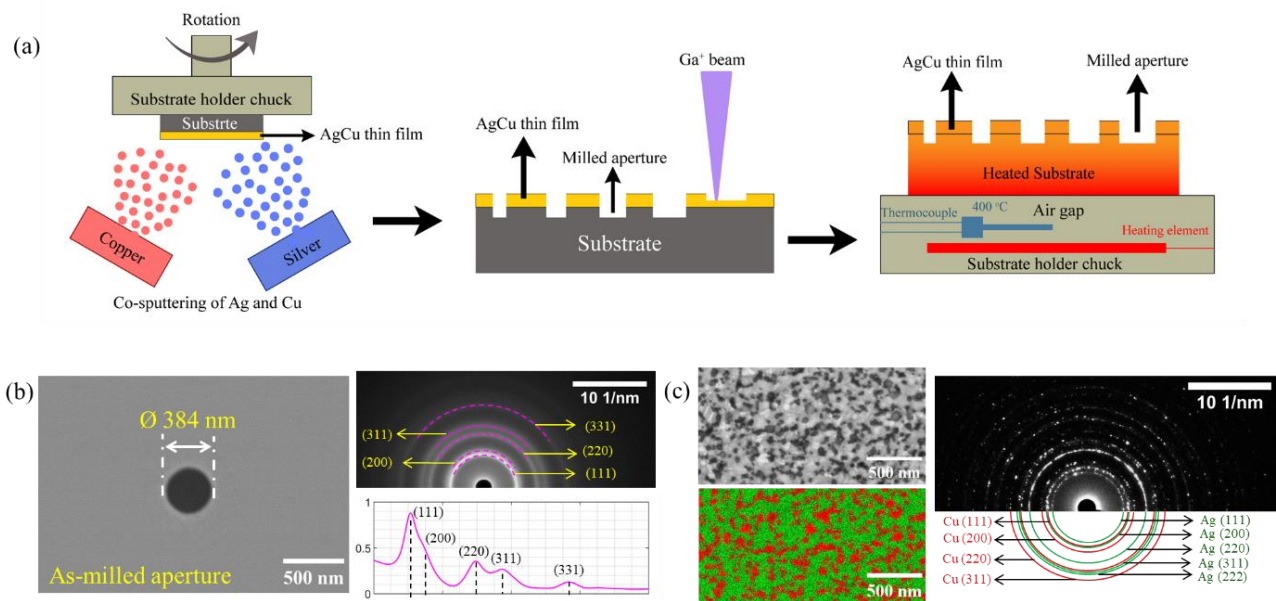 (a)
Rotation
Substrate holder chuck
Substrte
AgCu thin film
Copper
Silver
Co-sputtering of Ag and Cu
Ga⁺ beam
AgCu thin film
Milled aperture
Substrate
AgCu thin film
Milled aperture
Heated Substrate
Thermocouple
400 °C
Air gap
Heating element
Substrate holder chuck
(b)
Ø 384 nm
As-milled aperture
500 nm
10 1/nm
(311)
(331)
(200)
(220)
(111)
1
0.5
0
(111)
(200)
(220)
(311)
(331)
(c)
500 nm
500 nm
10 1/nm
Cu (111)
Cu (200)
Cu (220)
Cu (311)
Ag (111)
Ag (200)
Ag (220)
Ag (311)
Ag (222)